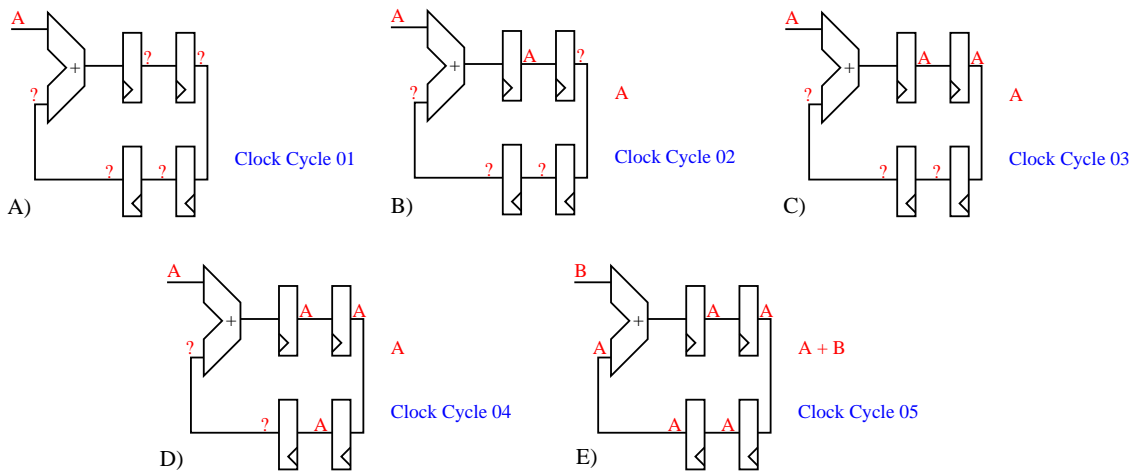 A
?
?
+
?
?
?
Clock Cycle 01
A)
A
A
?
+
?
A
?
?
Clock Cycle 02
B)
A
A
A
+
?
A
?
?
Clock Cycle 03
C)
A
A
A
+
?
A
?
A
Clock Cycle 04
D)
B
A
A
+
A
A + B
A
A
Clock Cycle 05
E)